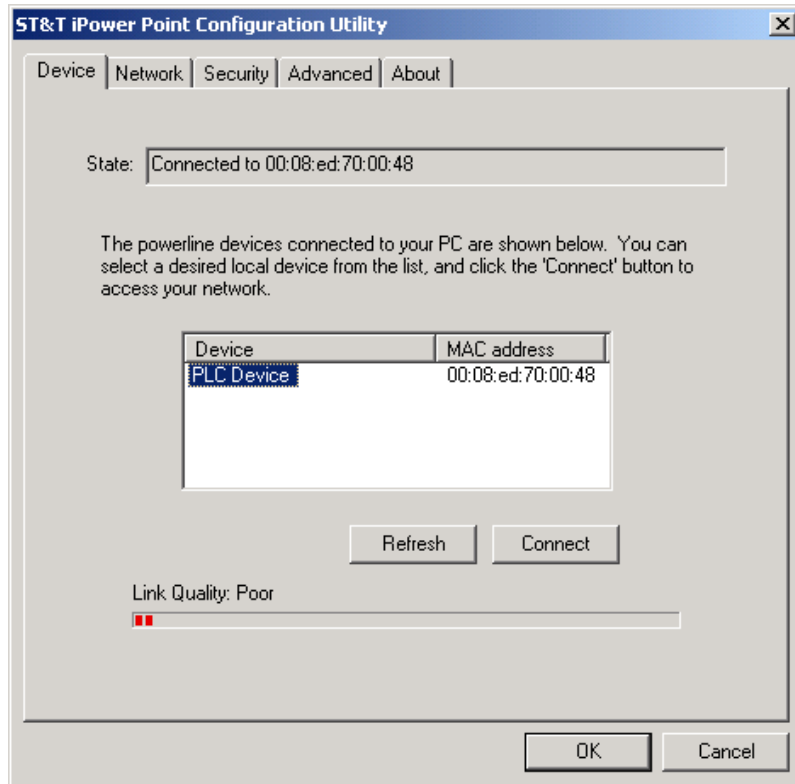 ST&T iPower Point Configuration Utility
Device Network Security Advanced About
State: Connected to 00:08:ed:70:00:48
The powerline devices connected to your PC are shown below. You can
select a desired local device from the list, and click the 'Connect' button to
access your network.
Device MAC address
PLC Device 00:08:ed:70:00:48
Refresh Connect
Link Quality: Poor
OK Cancel